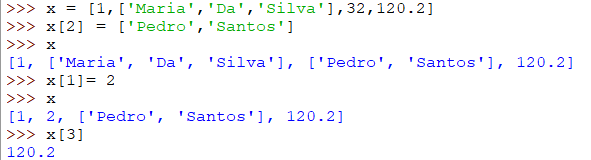 >>> x = [1,['Maria','Da','Silva'],32,120.2]
>>> x[2] = ['Pedro','Santos']
>>> x
[1, ['Maria', 'Da', 'Silva'], ['Pedro', 'Santos'], 120.2]
>>> x[1]= 2
>>> x
[1, 2, ['Pedro', 'Santos'], 120.2]
>>> x[3]
120.2